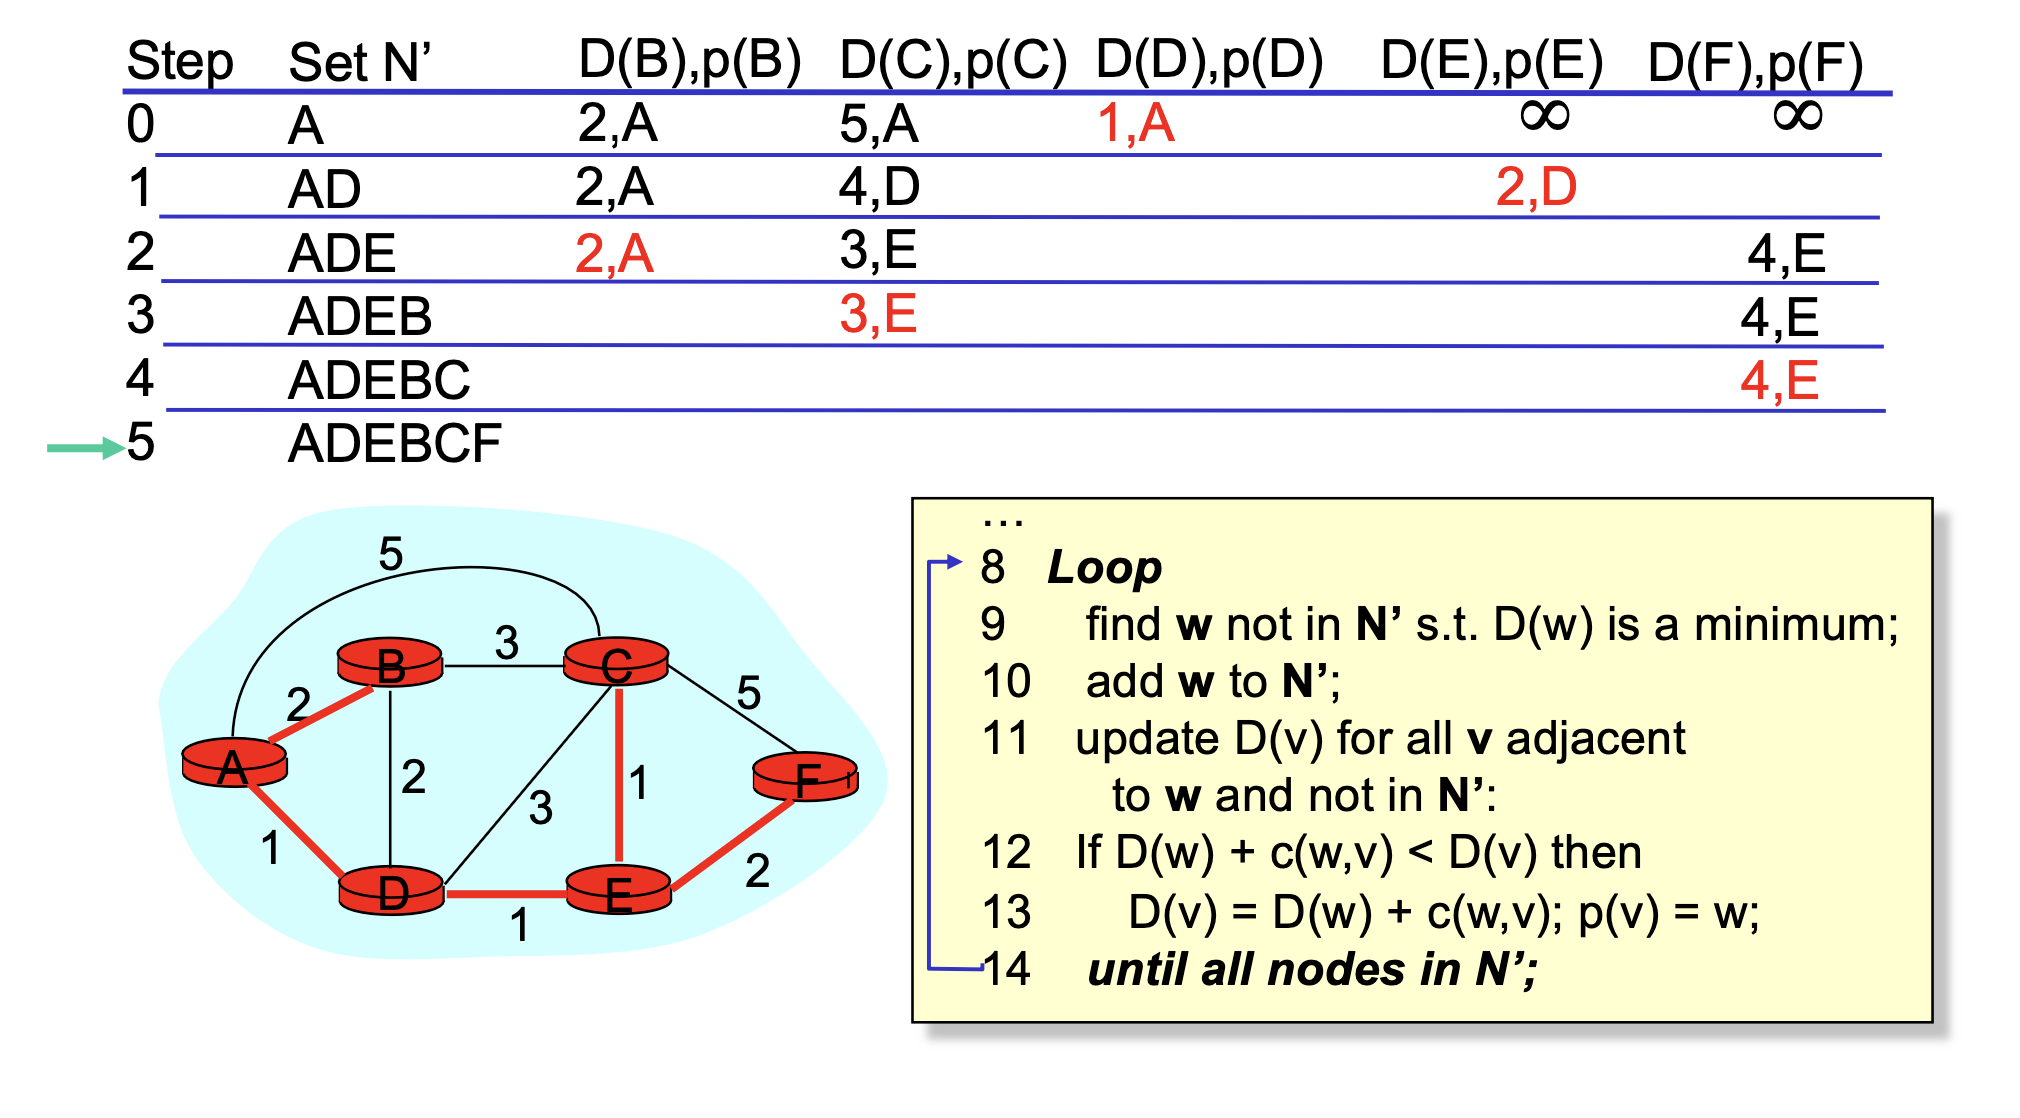 Step Set N’ D(B),p(B) D(C),p(C) D(D),p(D) D(E),p(E) D(F),p(F)
0 A 2,A 5,A 1,A ∞ ∞
1 AD 2,A 4,D 2,D
2 ADE 2,A 3,E 4,E
3 ADEB 3,E 4,E
4 ADEBC 4,E
5 ADEBCF
5
B 3 C
2 5
A 2 3 1 F
1 D E 2
1
…
8 Loop
9 find w not in N’ s.t. D(w) is a minimum;
10 add w to N’;
11 update D(v) for all v adjacent
to w and not in N’:
12 If D(w) + c(w,v) < D(v) then
13 D(v) = D(w) + c(w,v); p(v) = w;
14 until all nodes in N’;